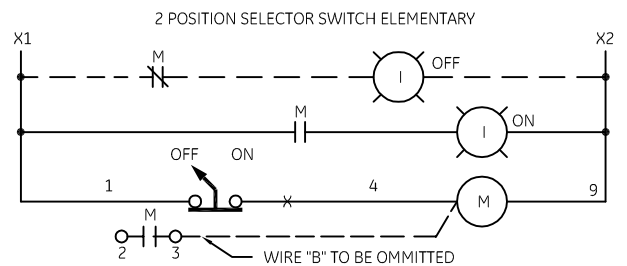 2 POSITION SELECTOR SWITCH ELEMENTARY
X1 X2
M I OFF
M I ON
OFF ON
1 X 4 M 9
M
2 3
WIRE "B" TO BE OMMITTED